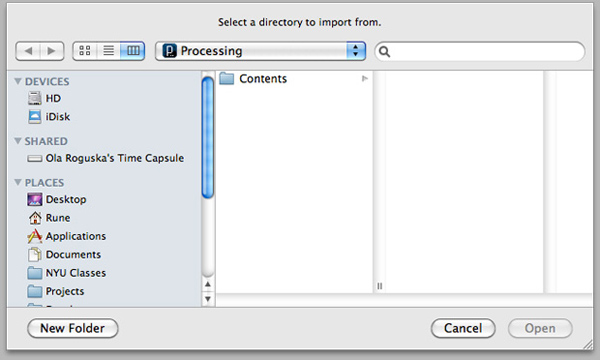 Select a directory to import from.
Processing
DEVICES
HD
iDisk
SHARED
Ola Roguska's Time Capsule
PLACES
Desktop
Rune
Applications
Documents
NYU Classes
Projects
Contents
New Folder
Cancel
Open